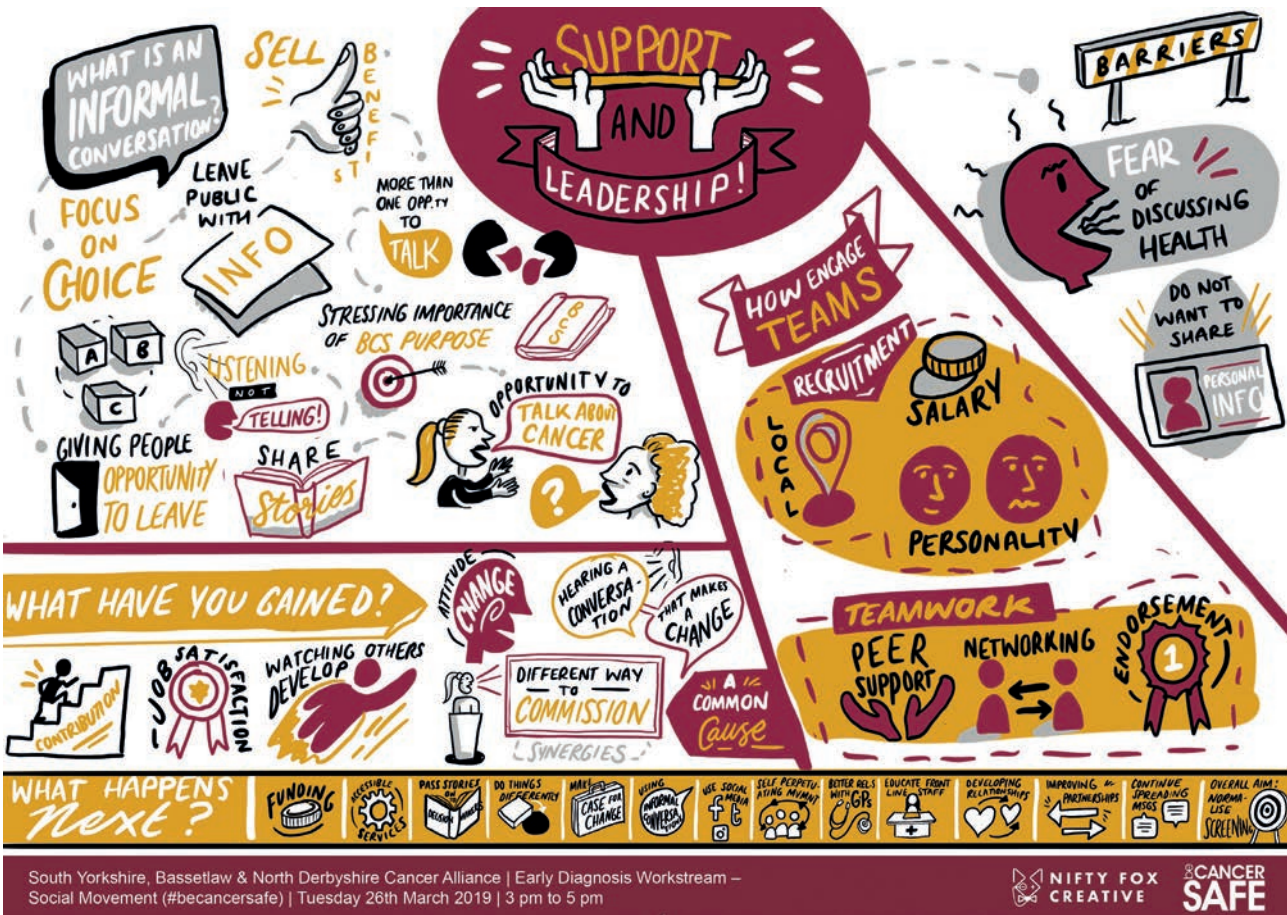 SUPPORT
AND
LEADERSHIP!
WHAT IS AN
INFORMAL
CONVERSATION?
SELL
BENEFITS
LEAVE
PUBLIC
WITH
INFO
FOCUS
ON
CHOICE
A B
C
MORE THAN
ONE OPP.TY
TO
TALK
STRESSING IMPORTANCE
OF BCS PURPOSE
BCS
LISTENING
NOT
TELLING!
OPPORTUNITY TO
TALK ABOUT
CANCER
?
GIVING PEOPLE
OPPORTUNITY
TO LEAVE
SHARE
Stories
BARRIERS
FEAR
OF
DISCUSSING
HEALTH
DO NOT
WANT TO
SHARE
PERSONAL
INFO
HOW ENGAGE
TEAMS
RECRUITMENT
LOCAL
SALARY
PERSONALITY
TEAMWORK
PEER
SUPPORT
NETWORKING
ENDORSEMENT
1
WHAT HAVE YOU GAINED?
CONTRIBUTION
JOB SATISFACTION
WATCHING OTHERS
DEVELOP
ATTITUDE
CHANGE
HEARING A
CONVERSA-
TION
THAT MAKES
A
CHANGE
DIFFERENT WAY
TO
COMMISSION
SYNERGIES
A
COMMON
Cause
WHAT HAPPENS
Next?
FUNDING
ACCESSIBLE
SERVICES
PASS STORIES
ON
DECISION
DO THINGS
DIFFERENTLY
MAKE
CASE FOR
CHANGE
USING
INFORMAL
CONVERSATION
USE SOCIAL
MEDIA
SELF PERPETU-
ATING MVMNT
BETTER REL.S
WITH GPs
EDUCATE FRONT
LINE STAFF
DEVELOPING
RELATIONSHIPS
IMPROVING
PARTNERSHIPS
CONTINUE
SPREADING
MSGS
OVERALL AIM:
NORMA-
LISE
SCREENING
South Yorkshire, Bassetlaw & North Derbyshire Cancer Alliance | Early Diagnosis Workstream –
Social Movement (#becancersafe) | Tuesday 26th March 2019 | 3 pm to 5 pm
NIFTY FOX
CREATIVE
BE CANCER
SAFE